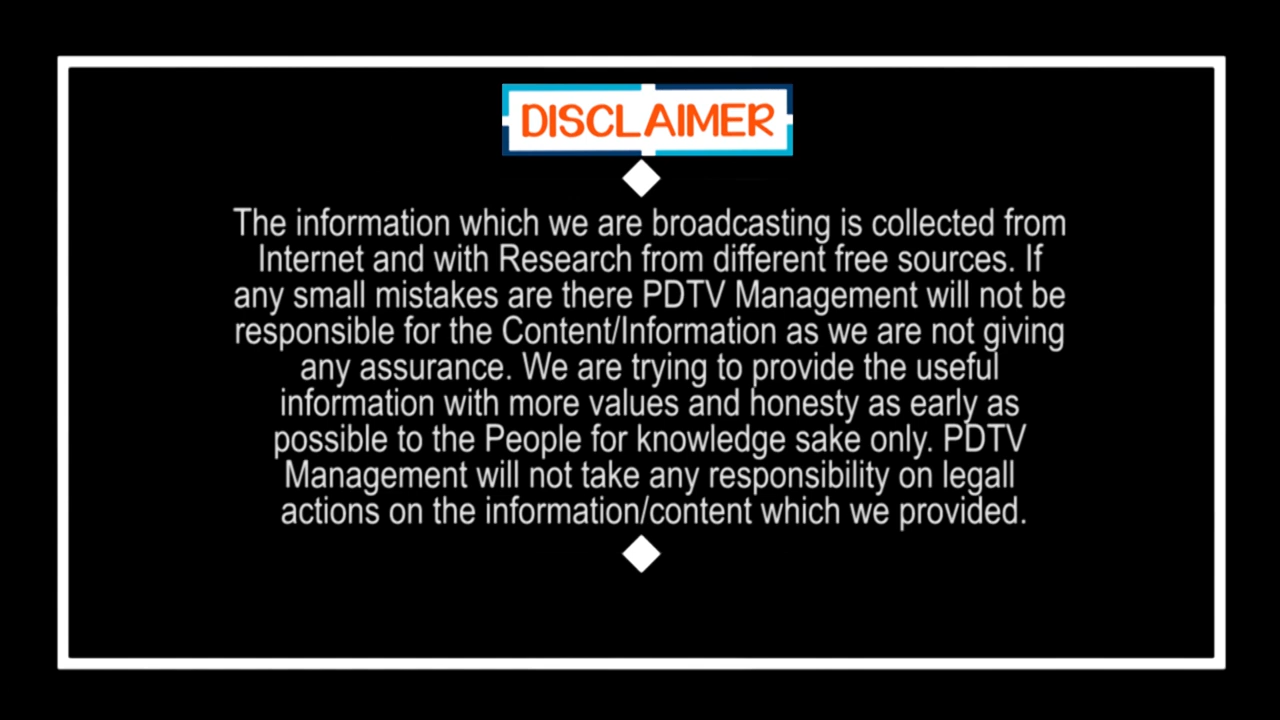 DISCLAIMER
The information which we are broadcasting is collected from
Internet and with Research from different free sources. If
any small mistakes are there PDTV Management will not be
responsible for the Content/Information as we are not giving
any assurance. We are trying to provide the useful
information with more values and honesty as early as
possible to the People for knowledge sake only. PDTV
Management will not take any responsibility on legall
actions on the information/content which we provided.